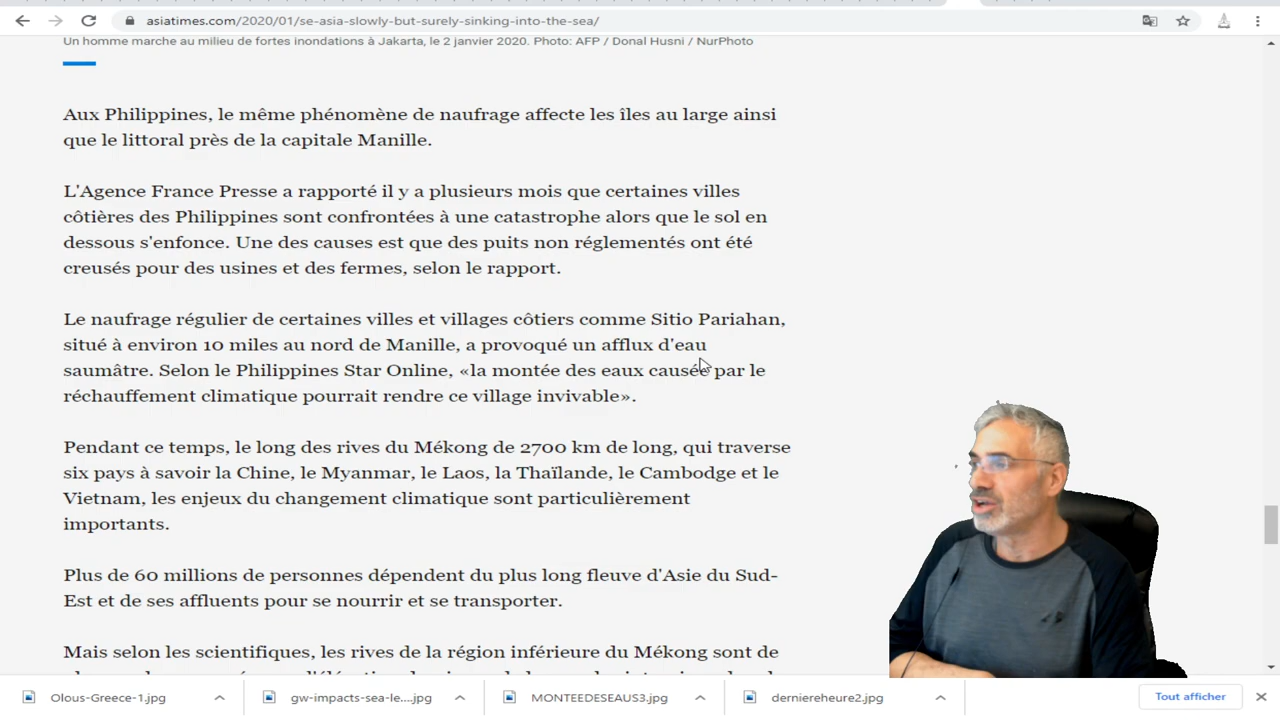 asiatimes.com/2020/01/se-asia-slowly-but-surely-sinking-into-the-sea/
Un homme marche au milieu de fortes inondations à Jakarta, le 2 janvier 2020. Photo: AFP / Donal Husni / NurPhoto
Aux Philippines, le même phénomène de naufrage affecte les îles au large ainsi
que le littoral près de la capitale Manille.
L'Agence France Presse a rapporté il y a plusieurs mois que certaines villes
côtières des Philippines sont confrontées à une catastrophe alors que le sol en
dessous s'enfonce. Une des causes est que des puits non réglementés ont été
creusés pour des usines et des fermes, selon le rapport.
Le naufrage régulier de certaines villes et villages côtiers comme Sitio Pariahan,
situé à environ 10 miles au nord de Manille, a provoqué un afflux d'eau
saumâtre. Selon le Philippines Star Online, «la montée des eaux causée par le
réchauffement climatique pourrait rendre ce village invivable».
Pendant ce temps, le long des rives du Mékong de 2700 km de long, qui traverse
six pays à savoir la Chine, le Myanmar, le Laos, la Thaïlande, le Cambodge et le
Vietnam, les enjeux du changement climatique sont particulièrement
importants.
Plus de 60 millions de personnes dépendent du plus long fleuve d'Asie du Sud-
Est et de ses affluents pour se nourrir et se transporter.
Mais selon les scientifiques, les rives de la région inférieure du Mékong sont de
Olous-Greece-1.jpg
gw-impacts-sea-le....jpg
MONTEEDESEAUS3.jpg
derniereheure2.jpg
Tout afficher